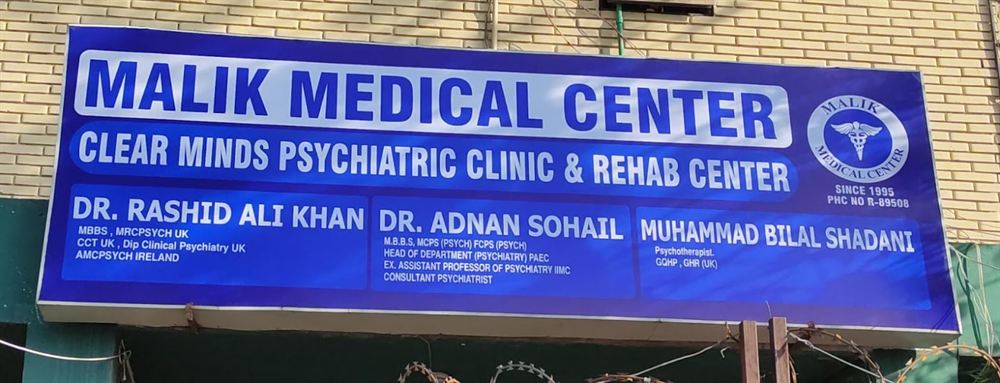 MALIK MEDICAL CENTER
CLEAR MINDS PSYCHIATRIC CLINIC & REHAB CENTER
MALIK
MEDICAL CENTER
SINCE 1995
PHC NO R-89508
DR. RASHID ALI KHAN
MBBS , MRCPSYCH UK
CCT UK , Dip Clinical Psychiatry UK
AMCPSYCH IRELAND
DR. ADNAN SOHAIL
M.B.B.S, MCPS (PSYCH) FCPS (PSYCH)
HEAD OF DEPARTMENT (PSYCHIATRY) PAEC
EX. ASSISTANT PROFESSOR OF PSYCHIATRY IIMC
CONSULTANT PSYCHIATRIST
MUHAMMAD BILAL SHADANI
Psychotherapist.
GQHP , GHR (UK)